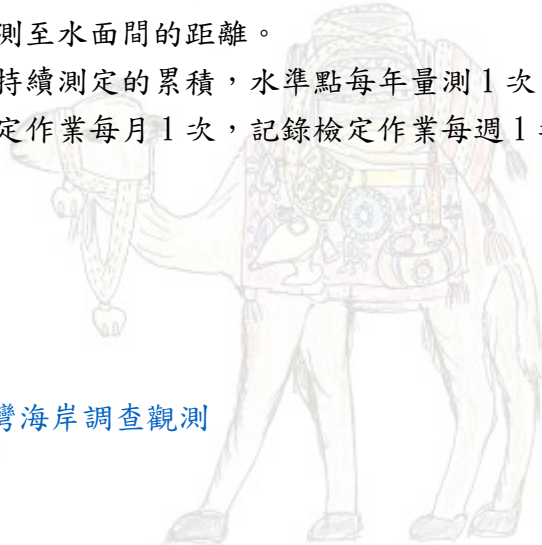 測至水面間的距離。
持續測定的累積，水準點每年量測 1 次
定作業每月 1 次，記錄檢定作業每週 1
灣海岸調查觀測